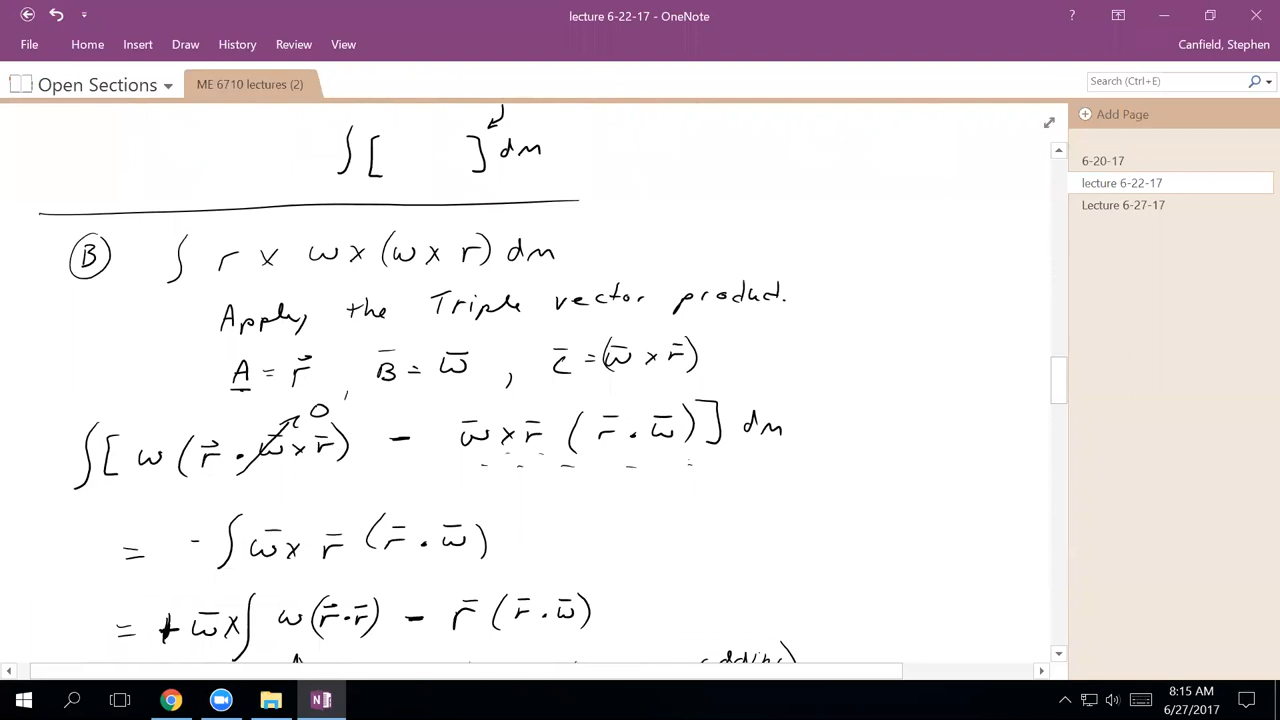 lecture 6-22-17 - OneNote
File Home Insert Draw History Review View
Canfield, Stephen
Open Sections
ME 6710 lectures (2)
Search (Ctrl+E)
Add Page
6-20-17
lecture 6-22-17
Lecture 6-27-17
∫ [ ] dm
Ⓑ ∫ r × ω × (ω × r) dm
Apply the Triple vector product.
A = r⃗ , B̄ = ω̄ , C̄ = (ω̄ × r̄)
∫ [ ω (r⃗ · ω̄ × r̄) → 0 - ω̄ × r̄ ( r̄ · ω̄ ) ] dm
= - ∫ ω̄ × r̄ ( r̄ · ω̄ )
= + ω̄ × ∫ ω (r⃗ · r̄) - r̄ ( r̄ · ω̄ )
8:15 AM
6/27/2017